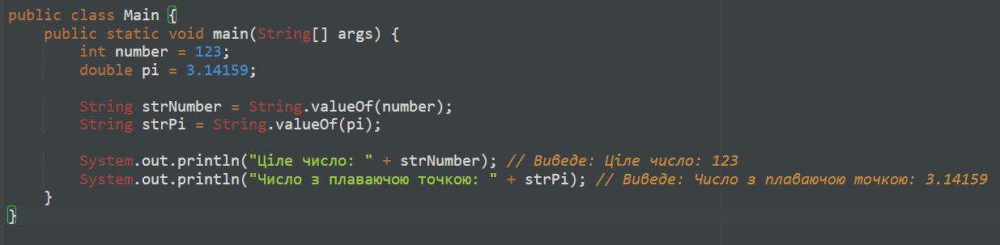 public class Main {
    public static void main(String[] args) {
        int number = 123;
        double pi = 3.14159;
        String strNumber = String.valueOf(number);
        String strPi = String.valueOf(pi);
        System.out.println("Ціле число: " + strNumber); // Виведе: Ціле число: 123
        System.out.println("Число з плаваючою точкою: " + strPi); // Виведе: Число з плаваючою точкою: 3.14159
    }
}